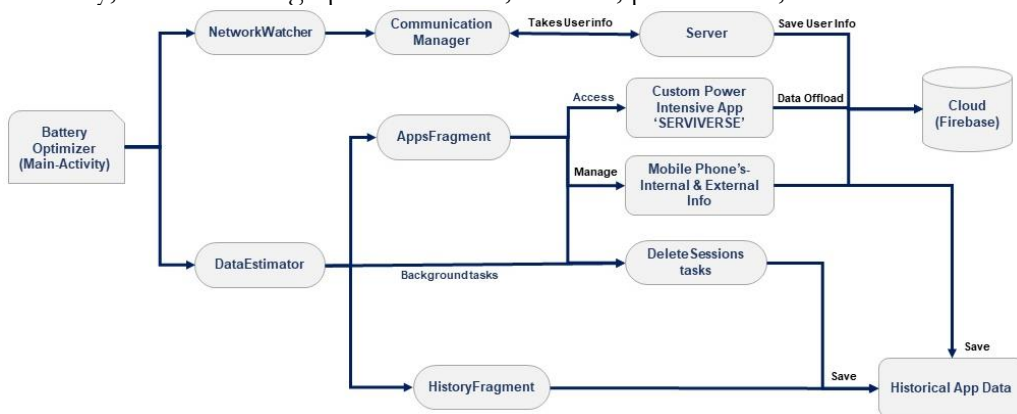 NetworkWatcher
Communication
Manager
Takes User info
Server
Save User Info
Battery
Optimizer
(Main-Activity)
AppsFragment
Access
Custom Power
Intensive App
‘SERVIVERSE’
Data Offload
Cloud
(Firebase)
Manage
Mobile Phone's-
Internal & External
Info
DataEstimator
Background tasks
Delete Sessions
tasks
HistoryFragment
Save
Save
Historical App Data